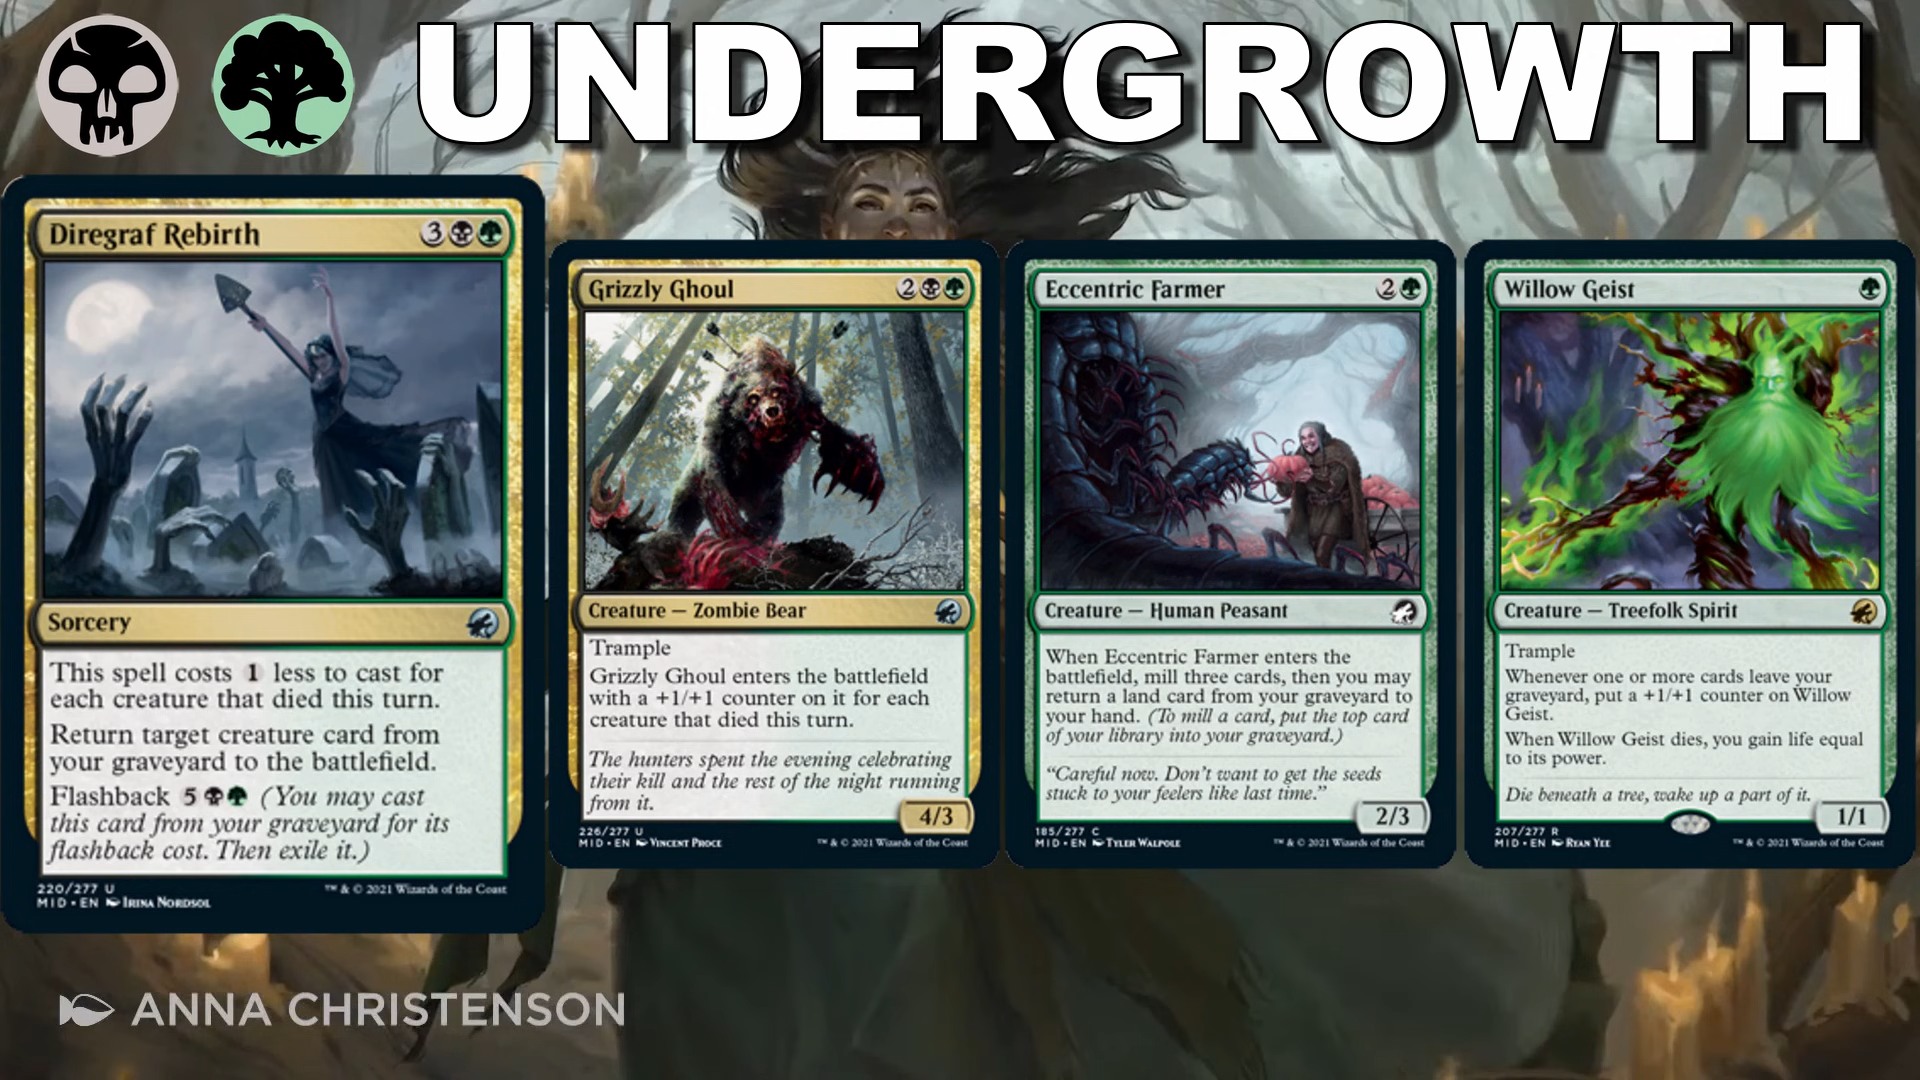 UNDERGROWTH
Diregraf Rebirth 3
Sorcery
This spell costs 1 less to cast for
each creature that died this turn.
Return target creature card from
your graveyard to the battlefield.
Flashback 5 (You may cast
this card from your graveyard for its
flashback cost. Then exile it.)
220/277 U
MID • EN IRINA NORDSOL
™ & © 2021 Wizards of the Coast
Grizzly Ghoul 2
Creature — Zombie Bear
Trample
Grizzly Ghoul enters the battlefield
with a +1/+1 counter on it for each
creature that died this turn.
The hunters spent the evening celebrating
their kill and the rest of the night running
from it.
4/3
226/277 U
MID • EN VINCENT PROCE
™ & © 2021 Wizards of the Coast
Eccentric Farmer 2
Creature — Human Peasant
When Eccentric Farmer enters the
battlefield, mill three cards, then you may
return a land card from your graveyard to
your hand. (To mill a card, put the top card
of your library into your graveyard.)
“Careful now. Don’t want to get the seeds
stuck to your feelers like last time.”
2/3
185/277 C
MID • EN TYLER WALPOLE
™ & © 2021 Wizards of the Coast
Willow Geist
Creature — Treefolk Spirit
Trample
Whenever one or more cards leave your
graveyard, put a +1/+1 counter on Willow
Geist.
When Willow Geist dies, you gain life equal
to its power.
Die beneath a tree, wake up a part of it.
1/1
207/277 R
MID • EN RYAN YEE
™ & © 2021 Wizards of the Coast
ANNA CHRISTENSON